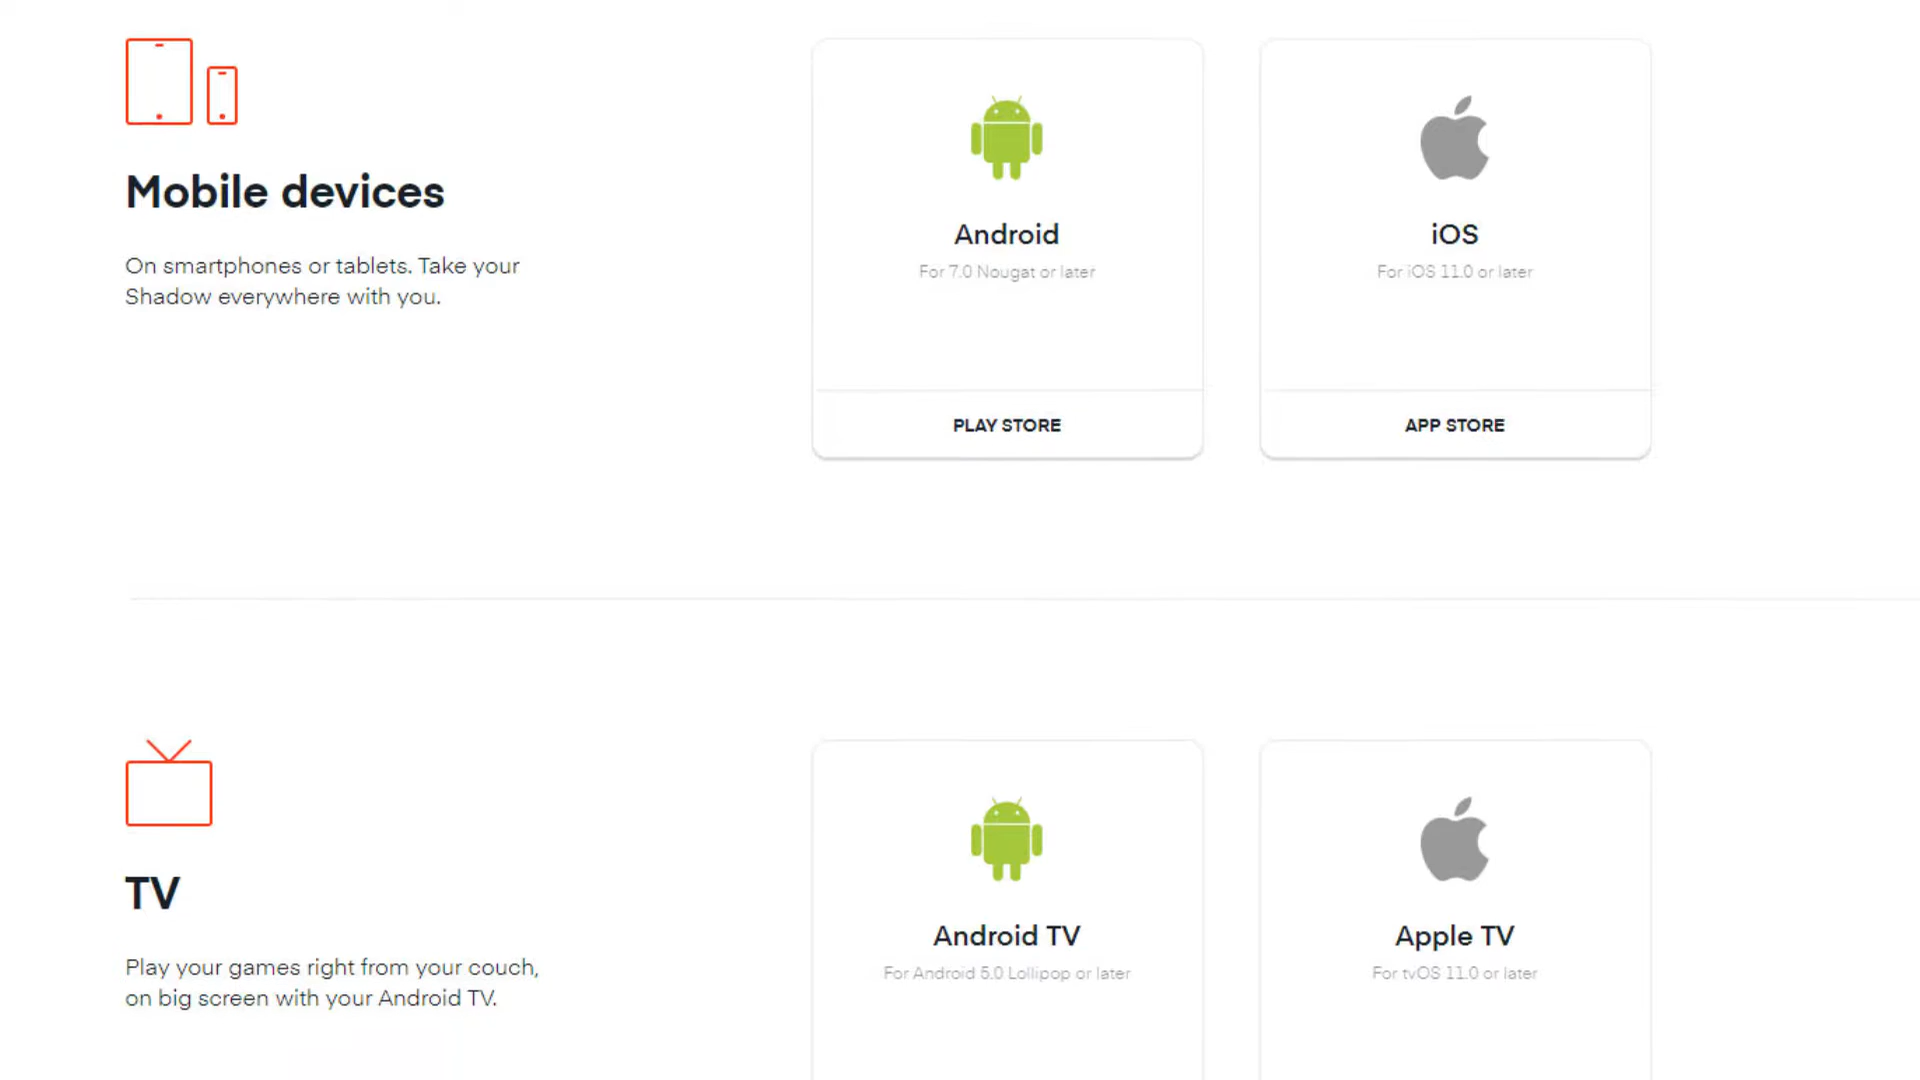 Mobile devices
On smartphones or tablets. Take your
Shadow everywhere with you.
Android
For 7.0 Nougat or later
PLAY STORE
iOS
For iOS 11.0 or later
APP STORE
TV
Play your games right from your couch,
on big screen with your Android TV.
Android TV
For Android 5.0 Lollipop or later
Apple TV
For tvOS 11.0 or later